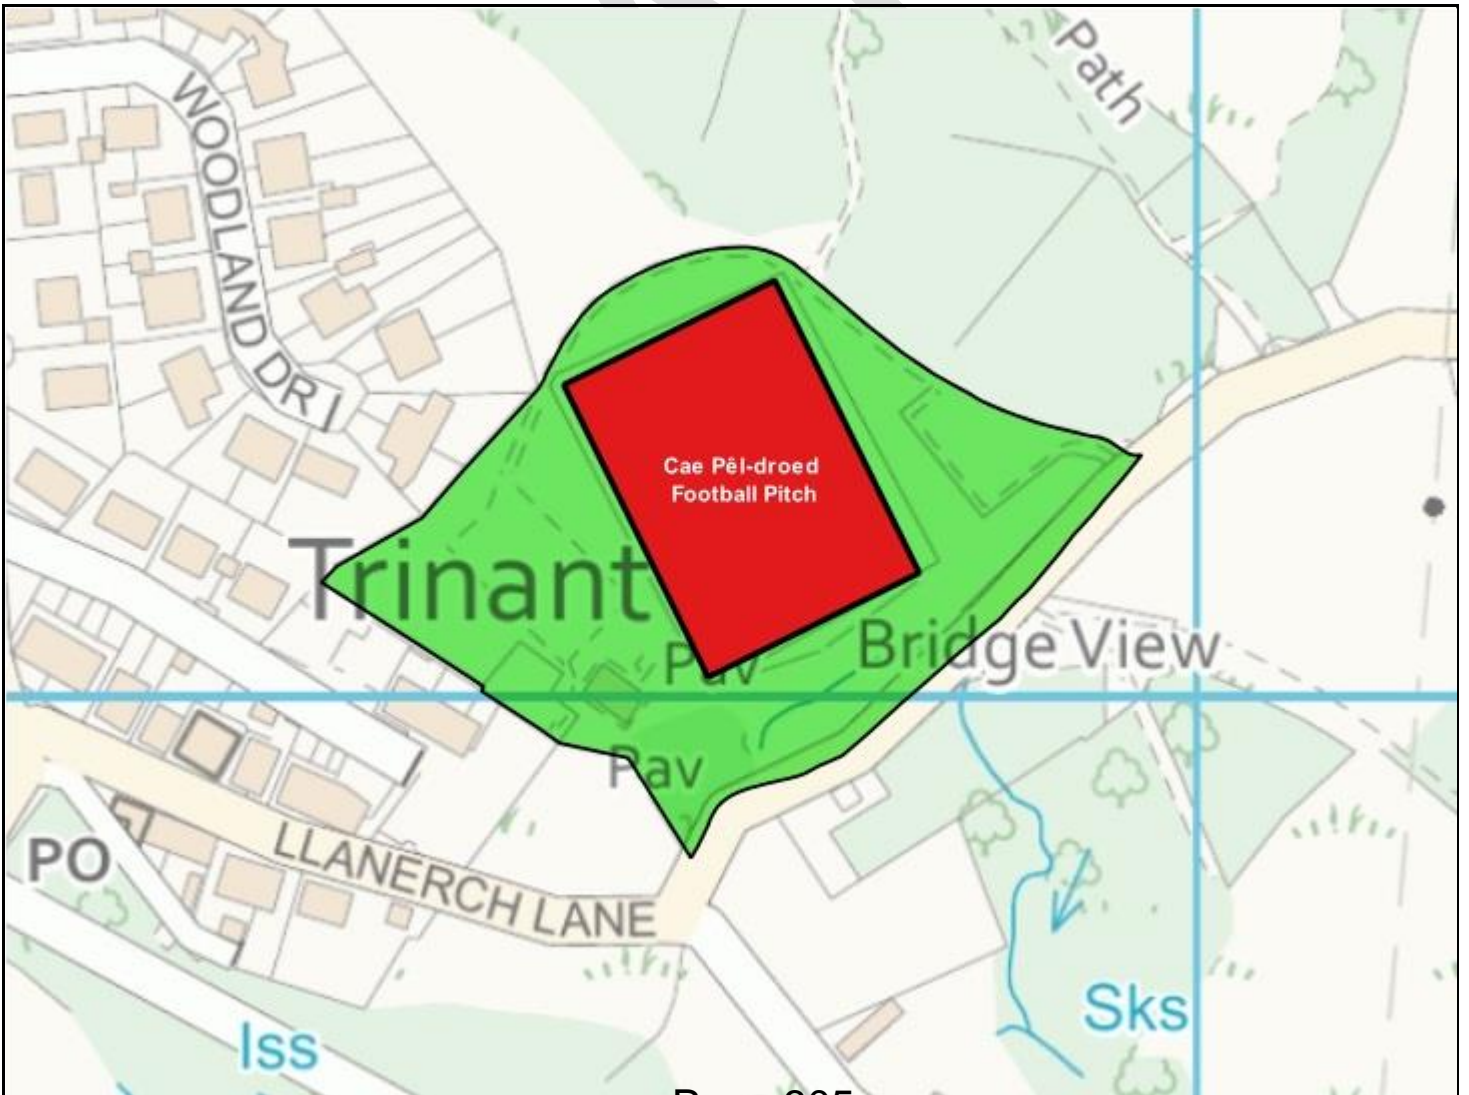 Path
WOODLAND DR
Cae Pêl-droed
Football Pitch
Trinant
Bridge View
Pav
Pav
PO
LLANERCH LANE
Sks
Iss